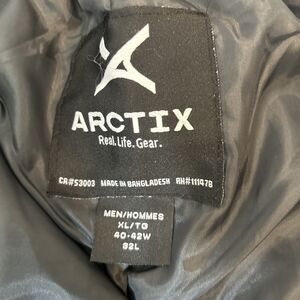 ARCTIX
Real.Life.Gear.
CA#53003 MADE IN BANGLADESH RN#111478
MEN/HOMMES
XL/TG
40-42W
32L